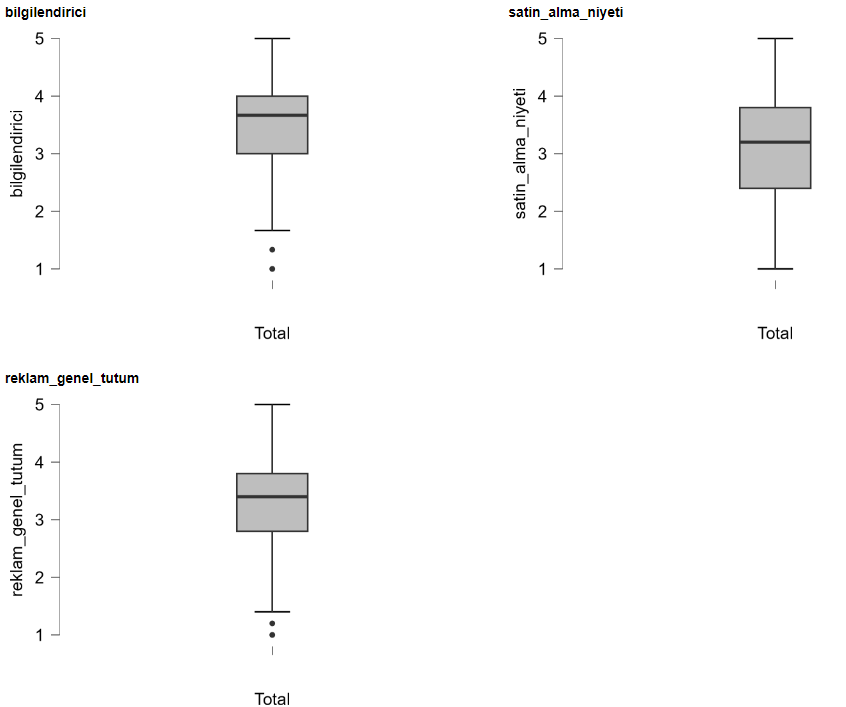 bilgilendirici
5
4
3
2
1
bilgilendirici
Total
satin_alma_niyeti
5
4
3
2
1
satin_alma_niyeti
Total
reklam_genel_tutum
5
4
3
2
1
reklam_genel_tutum
Total